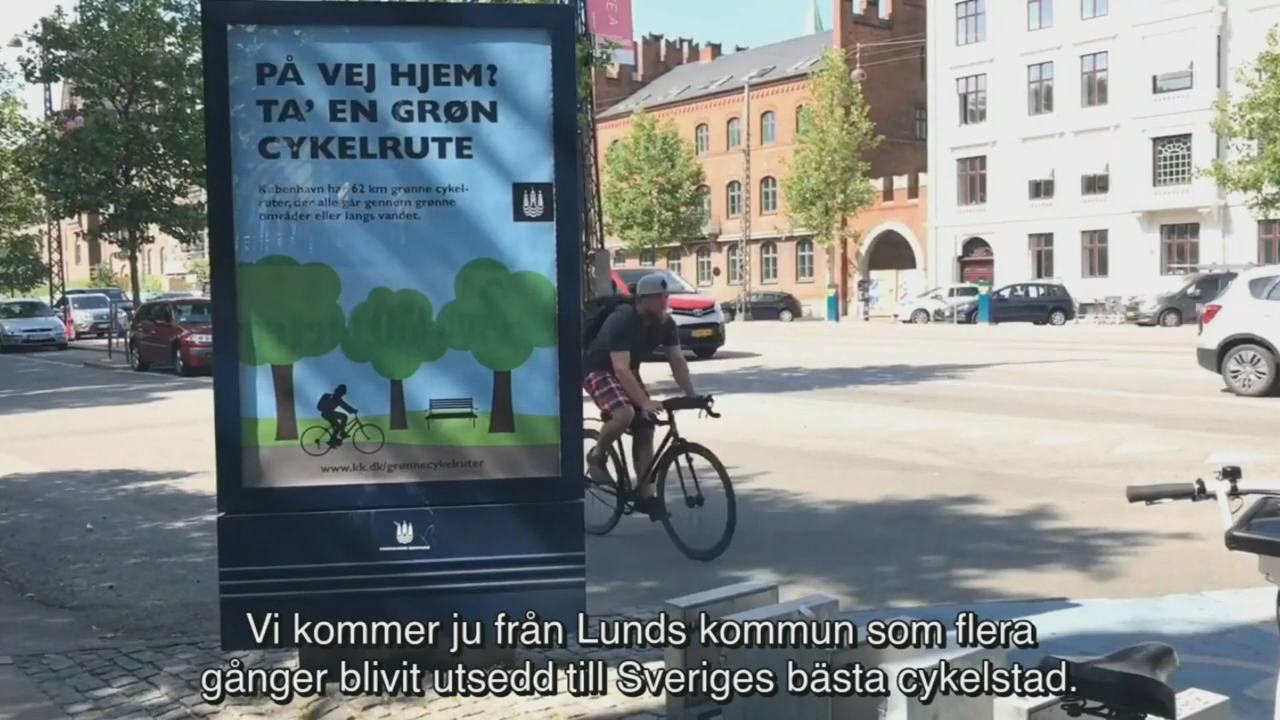 PÅ VEJ HJEM?
TA' EN GRØN
CYKELRUTE
København har 62 km grønne cykel-
ruter, der alle går gennem grønne
områder eller langs vandet.
www.kk.dk/grønnecykelruter
Vi kommer ju från Lunds kommun som flera
gånger blivit utsedd till Sveriges bästa cykelstad.